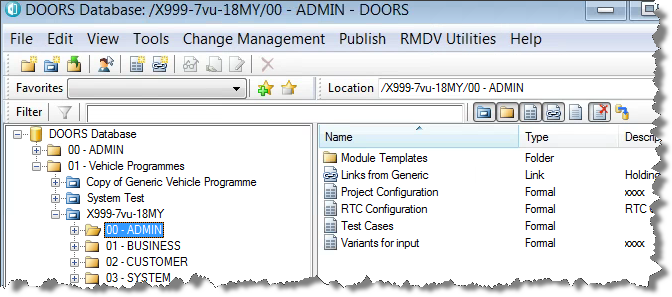 DOORS Database: /X999-7vu-18MY/00 - ADMIN - DOORS
File Edit View Tools Change Management Publish RMDV Utilities Help
Favorites Location /X999-7vu-18MY/00 - ADMIN
Filter
DOORS Database
00 - ADMIN
01 - Vehicle Programmes
Copy of Generic Vehicle Programme
System Test
X999-7vu-18MY
00 - ADMIN
01 - BUSINESS
02 - CUSTOMER
03 - SYSTEM
Name Type Descrip
Module Templates Folder
Links from Generic Link Holding
Project Configuration Formal xxxx
RTC Configuration Formal RTC
Test Cases Formal
Variants for input Formal xxxx